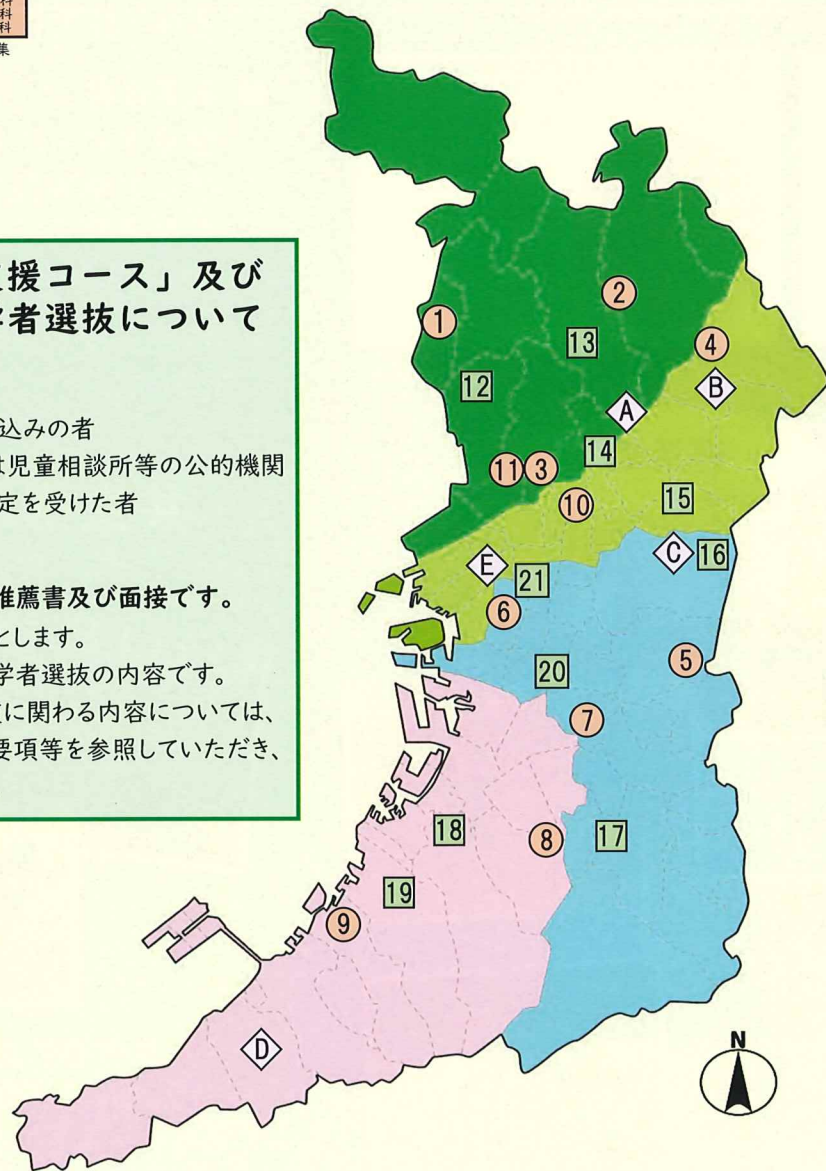 科
科
科
集
援コース」及び
者選抜について
込みの者
児童相談所等の公的機関
定を受けた者
推薦書及び面接です。
とします。
学者選抜の内容です。
に関わる内容については、
要項等を参照していただき、
1
2
13
4
12
B
A
14
11
3
15
10
C
16
E
21
6
5
20
7
18
8
17
19
9
D
N